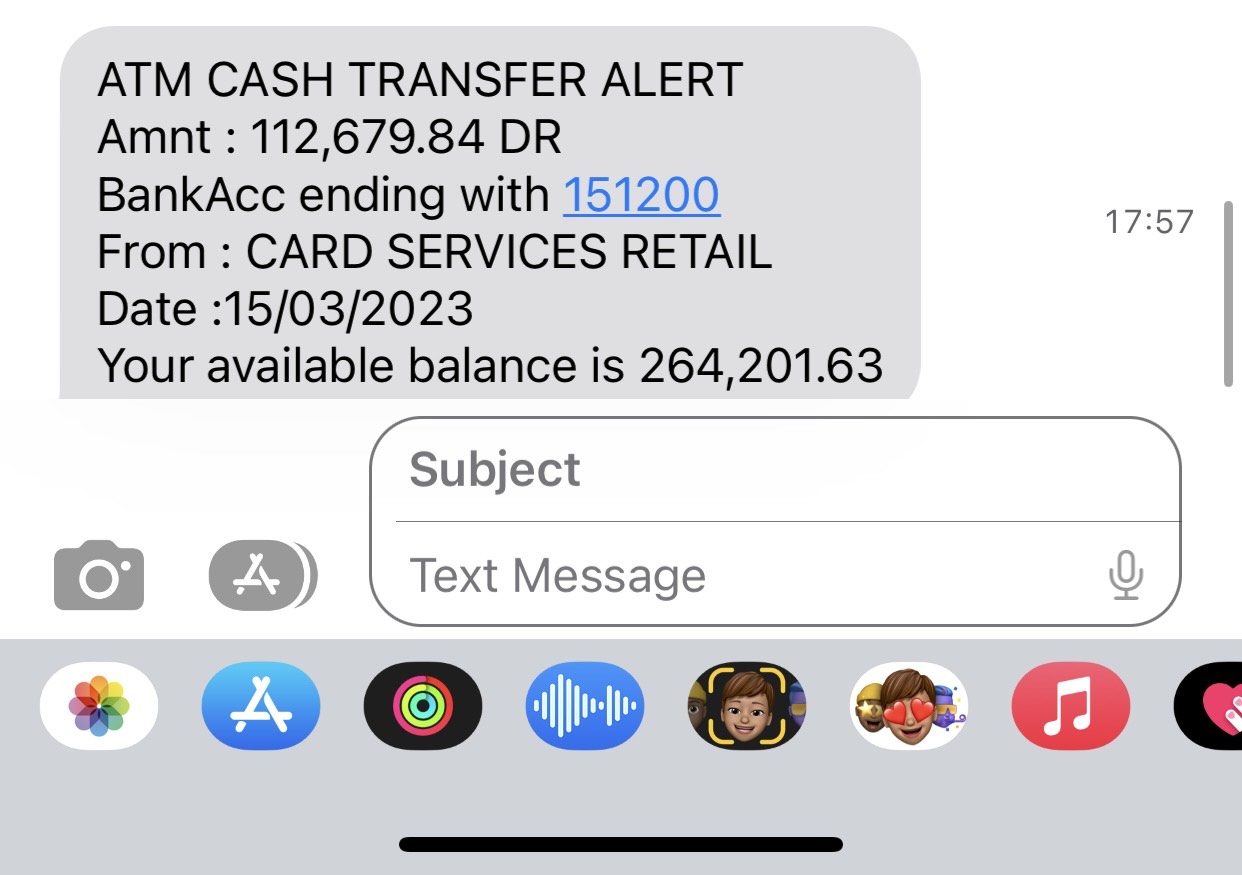 ATM CASH TRANSFER ALERT
Amnt : 112,679.84 DR
BankAcc ending with 151200
From : CARD SERVICES RETAIL
Date :15/03/2023
Your available balance is 264,201.63
17:57
Subject
Text Message